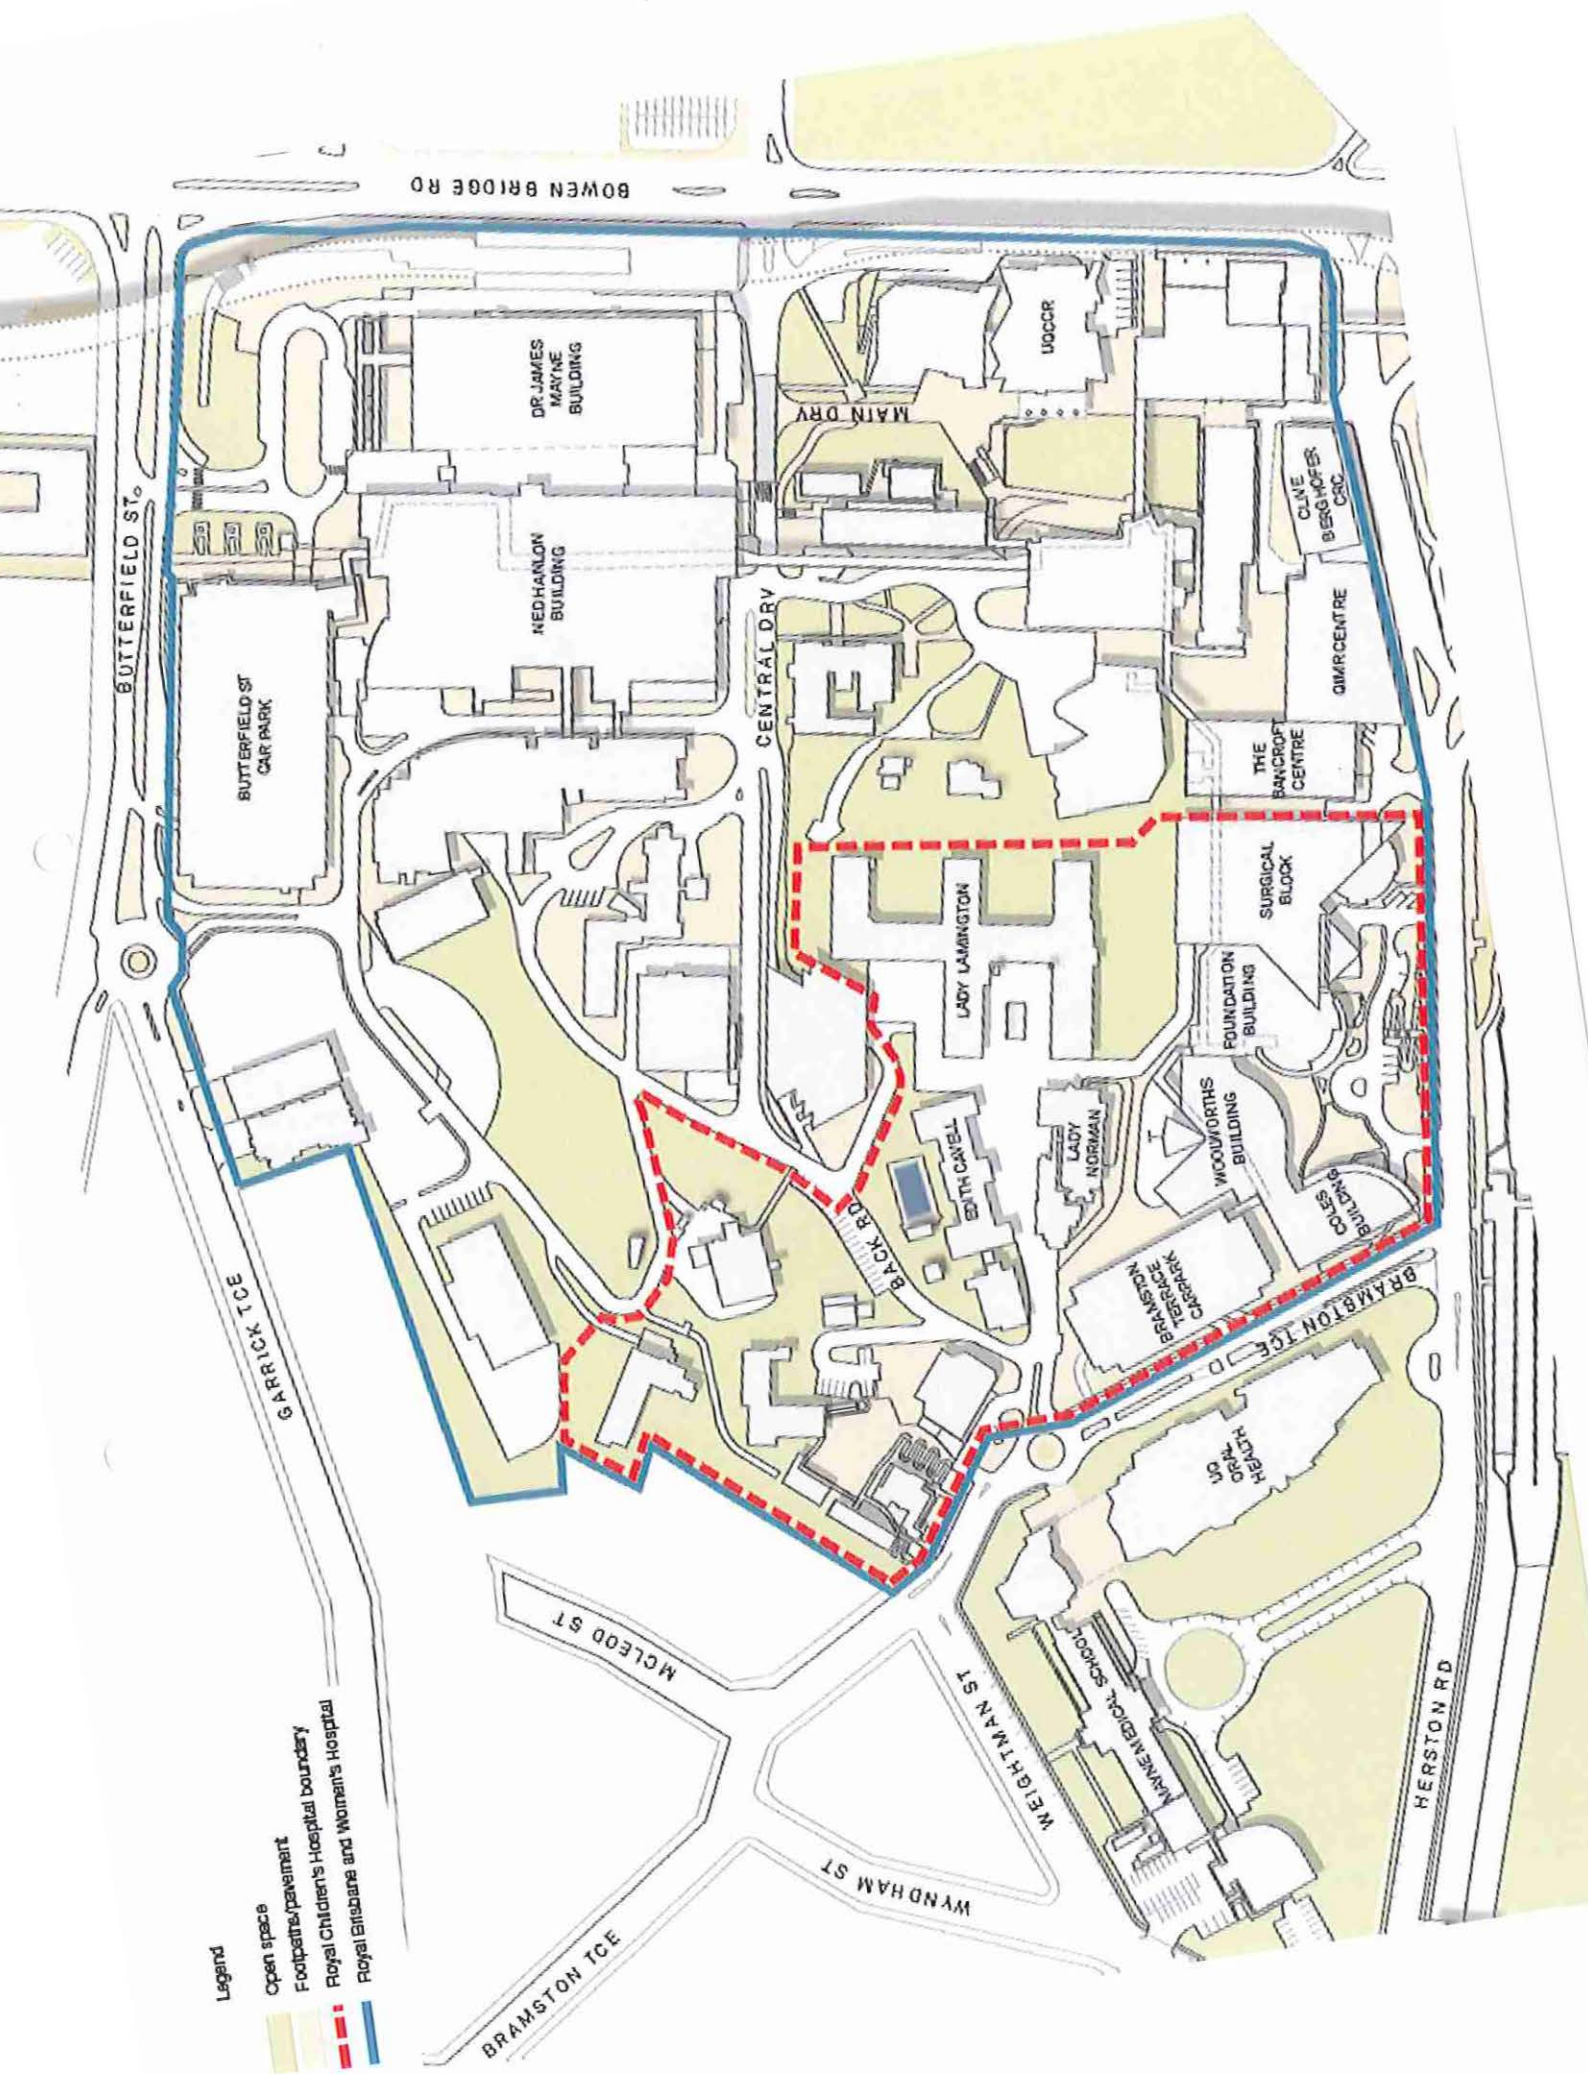 Legend
Open space
Footpaths/pavement
Royal Children's Hospital boundary
Royal Brisbane and Women's Hospital
BOWEN BRIDGE RD
BUTTERFIELD ST
BUTTERFIELD ST
CAR PARK
DR JAMES
MAYNE
BUILDING
NED HANLON
BUILDING
CENTRAL DRV
MAIN DRV
UQCCR
CLIVE
BERGHOFER
CRC
QIMR CENTRE
THE
BANCROFT
CENTRE
SURGICAL
BLOCK
LADY LAMINGTON
FOUNDATION
BUILDING
WOOLWORTHS
BUILDING
COLES
BUILDING
LADY
NORMAN
EDITH CAVELL
BACK RD
BRAMSTON
TERRACE
CARPARK
BRAMSTON TCE
UQ
ORAL
HEALTH
MAYNE MEDICAL SCHOOL
HERSTON RD
WEIGHTMAN ST
WYNDHAM ST
MCLEOD ST
GARRICK TCE
BRAMSTON TCE